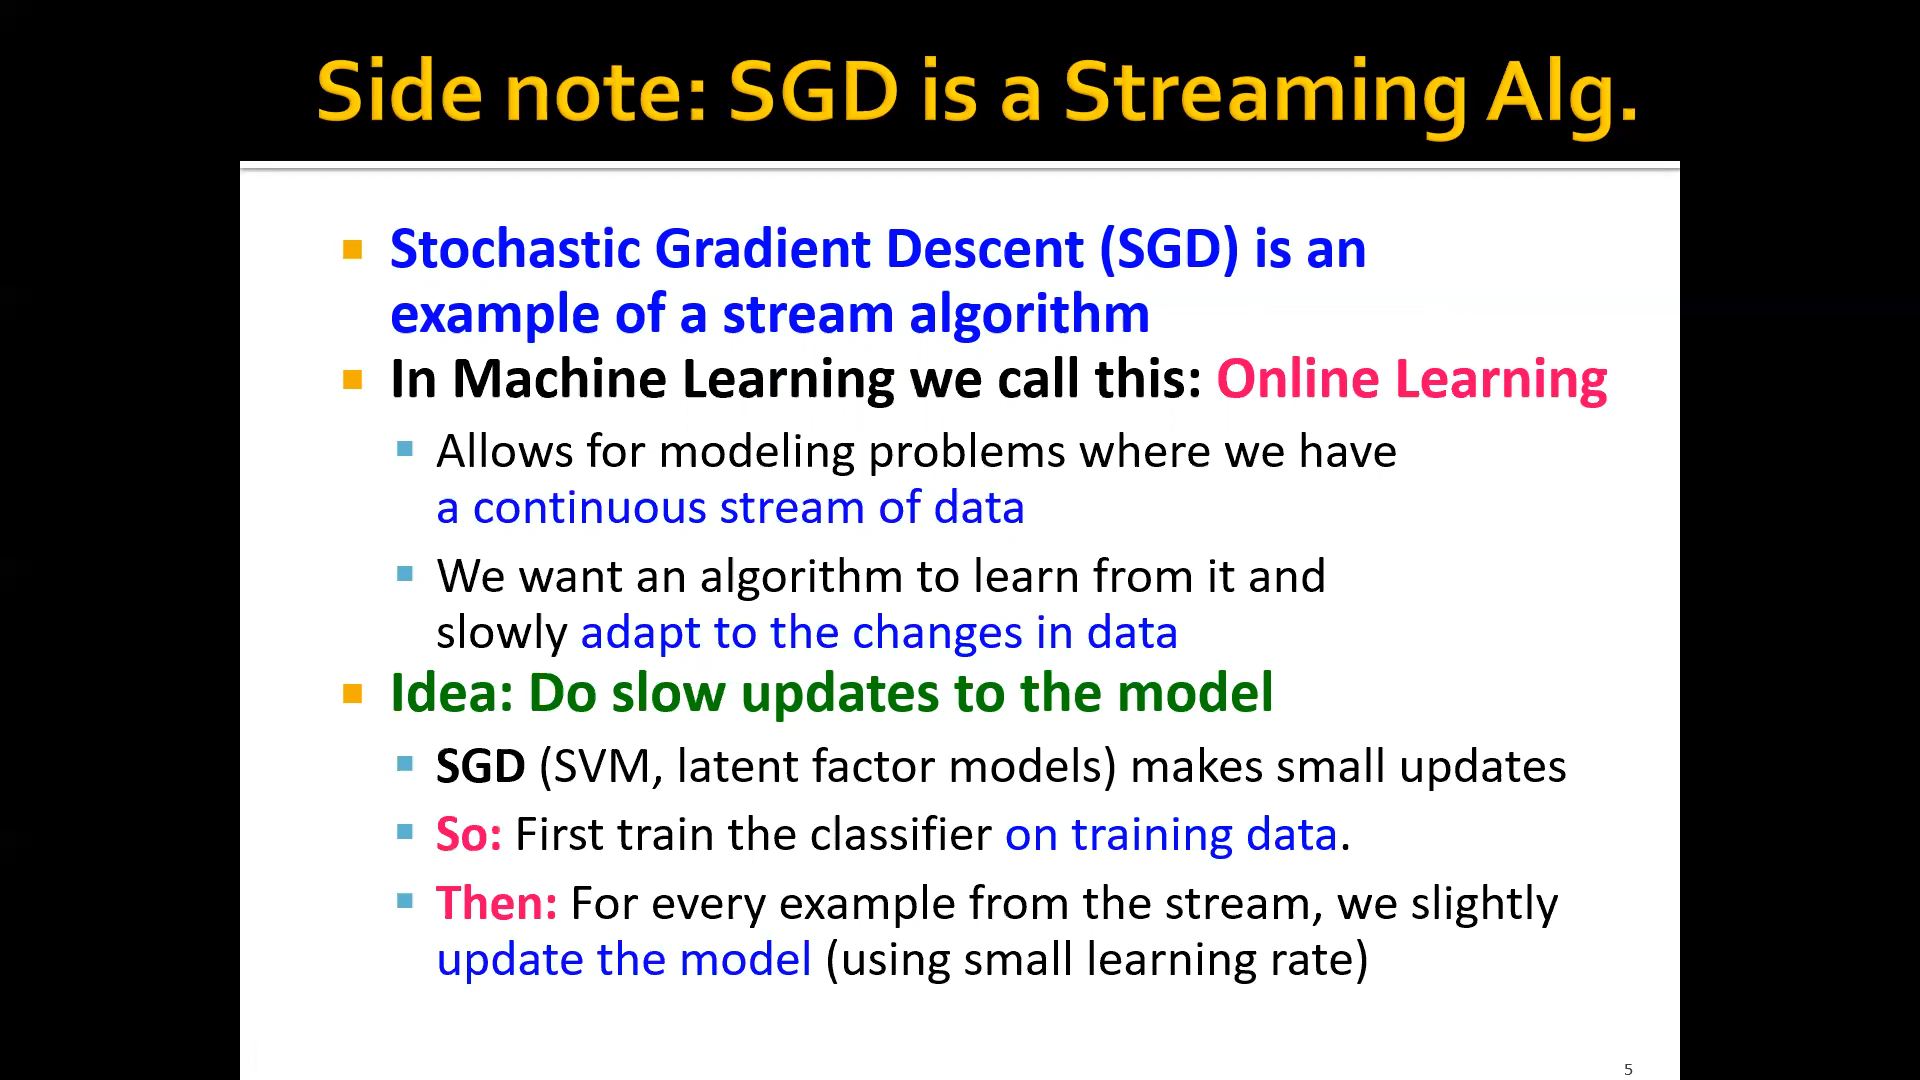 Side note: SGD is a Streaming Alg.
Stochastic Gradient Descent (SGD) is an
example of a stream algorithm
In Machine Learning we call this: Online Learning
Allows for modeling problems where we have
a continuous stream of data
We want an algorithm to learn from it and
slowly adapt to the changes in data
Idea: Do slow updates to the model
SGD (SVM, latent factor models) makes small updates
So: First train the classifier on training data.
Then: For every example from the stream, we slightly
update the model (using small learning rate)
5